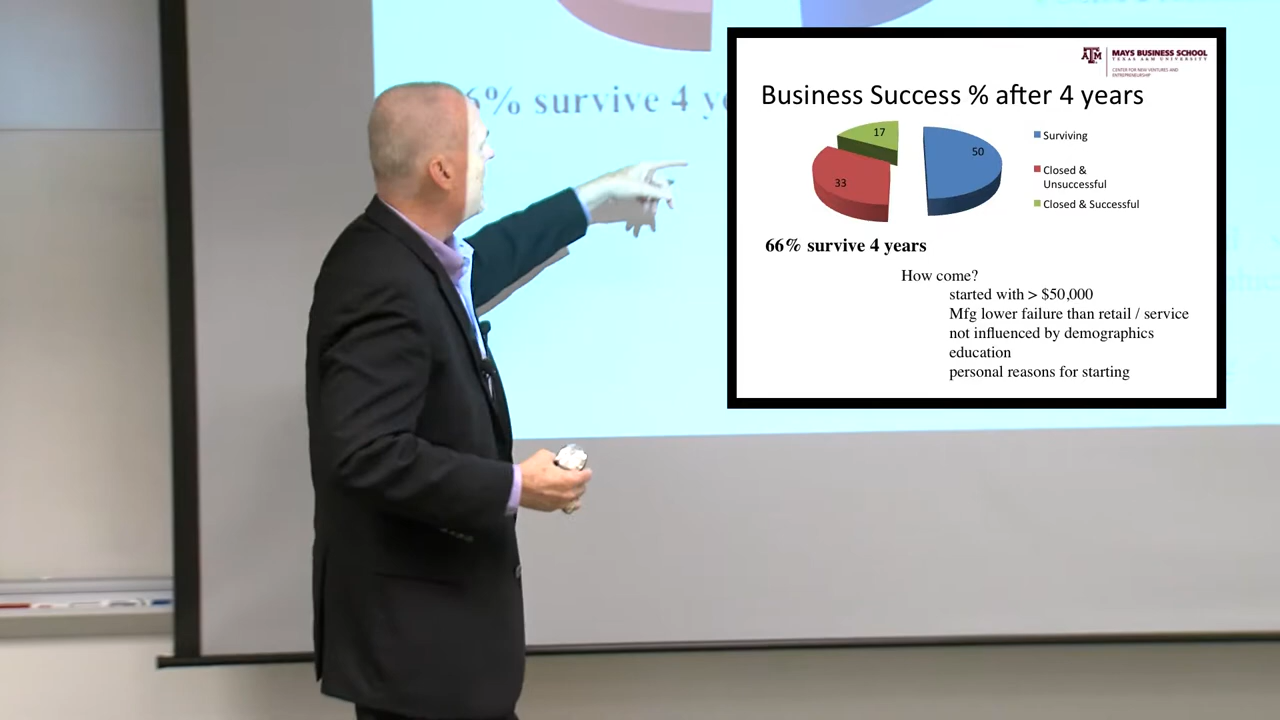 6% survive 4 ye
ATM
MAYS BUSINESS SCHOOL
TEXAS A&M UNIVERSITY
CENTER FOR NEW VENTURES AND
ENTREPRENEURSHIP
Business Success % after 4 years
17
50
33
Surviving
Closed &
Unsuccessful
Closed & Successful
66% survive 4 years
How come?
started with > $50,000
Mfg lower failure than retail / service
not influenced by demographics
education
personal reasons for starting